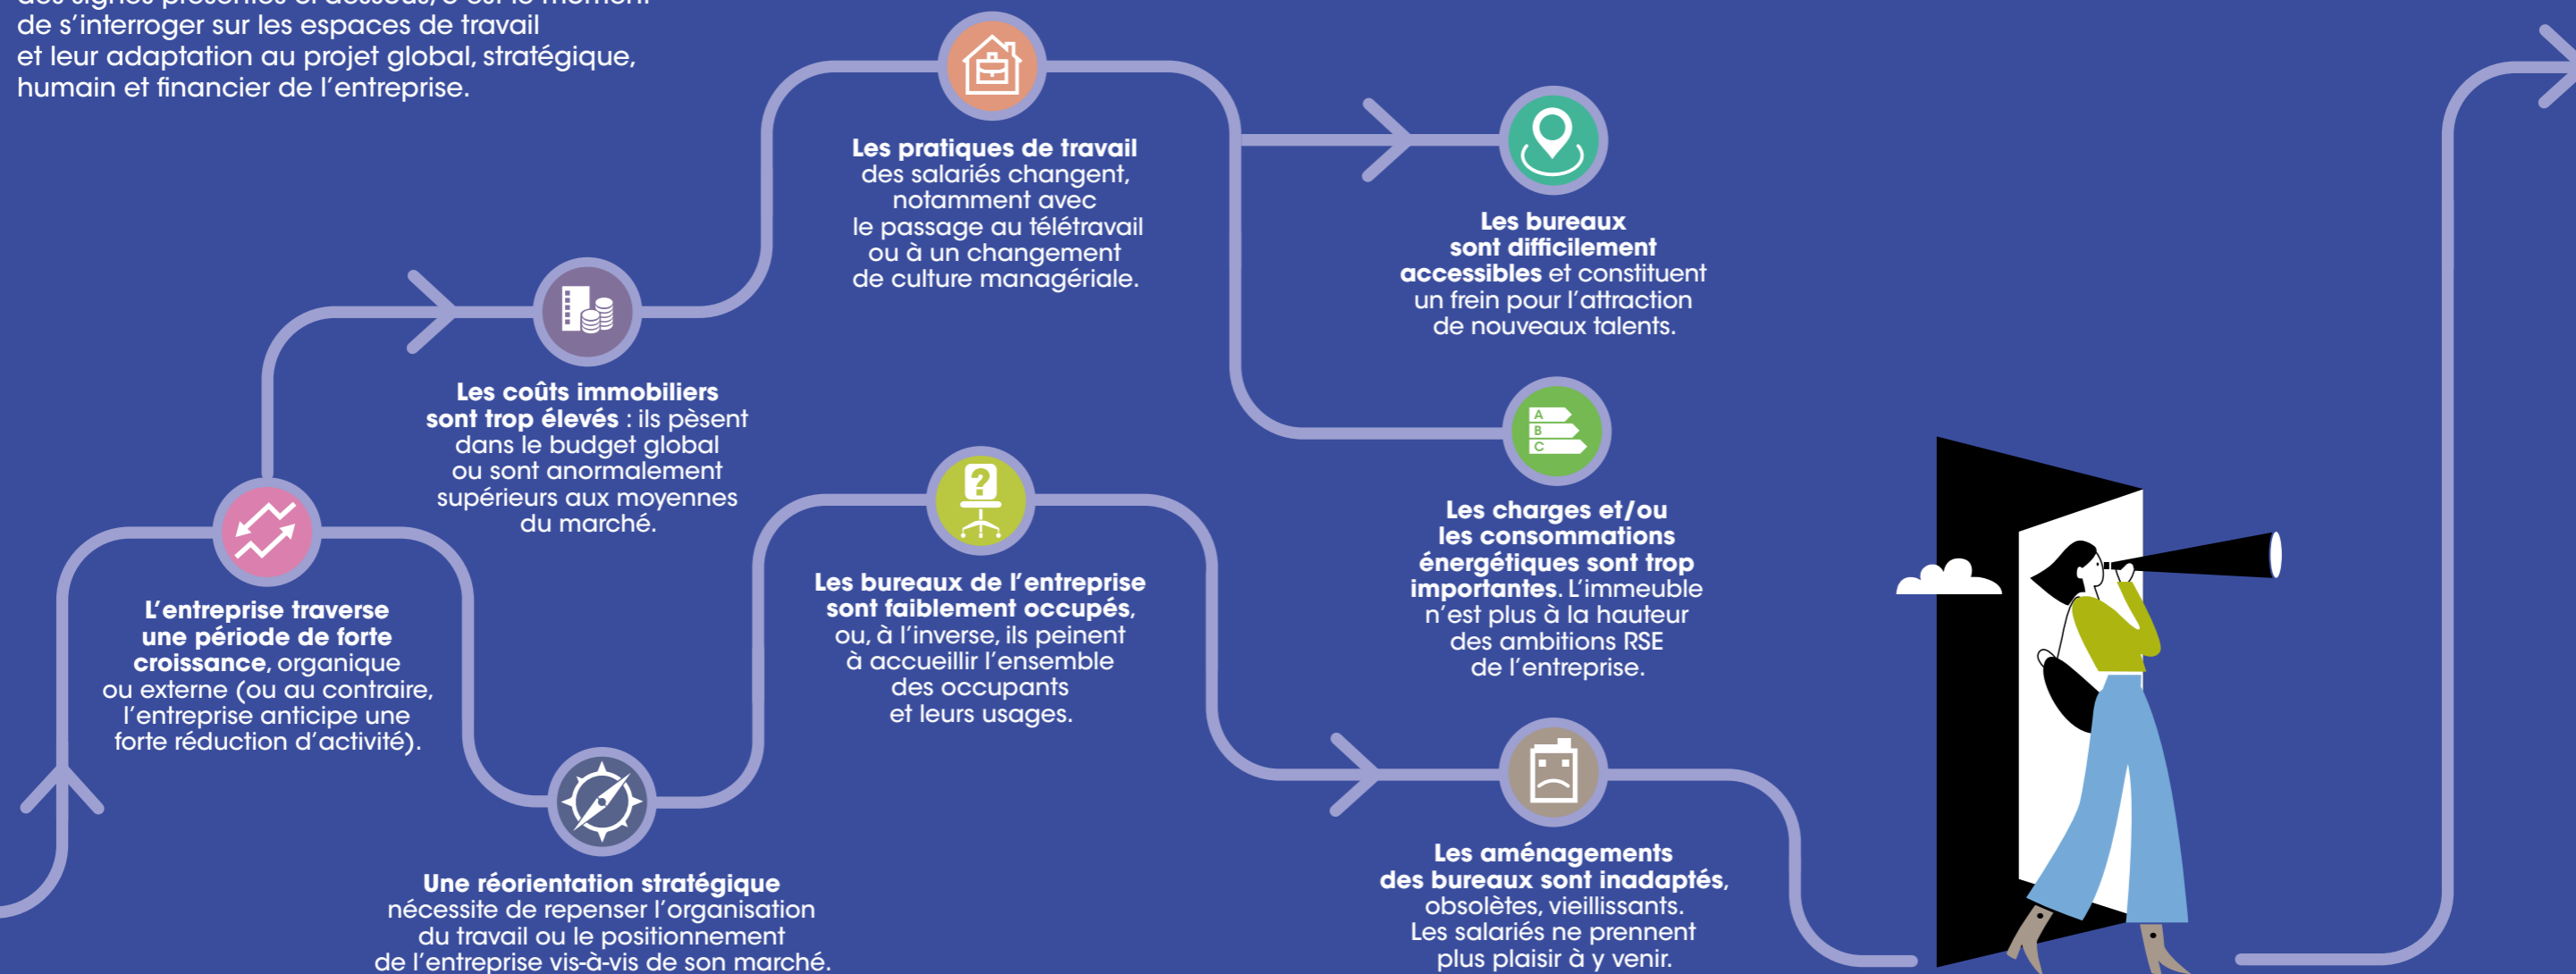 de s'interroger sur les espaces de travail
et leur adaptation au projet global, stratégique,
humain et financier de l'entreprise.
Les pratiques de travail
des salariés changent,
notamment avec
le passage au télétravail
ou à un changement
de culture managériale.
Les bureaux
sont difficilement
accessibles et constituent
un frein pour l'attraction
de nouveaux talents.
Les coûts immobiliers
sont trop élevés : ils pèsent
dans le budget global
ou sont anormalement
supérieurs aux moyennes
du marché.
A
B
C
Les charges et/ou
les consommations
énergétiques sont trop
importantes. L'immeuble
n'est plus à la hauteur
des ambitions RSE
de l'entreprise.
?
Les bureaux de l'entreprise
sont faiblement occupés,
ou, à l'inverse, ils peinent
à accueillir l'ensemble
des occupants
et leurs usages.
L'entreprise traverse
une période de forte
croissance, organique
ou externe (ou au contraire,
l'entreprise anticipe une
forte réduction d'activité).
Une réorientation stratégique
nécessite de repenser l'organisation
du travail ou le positionnement
de l'entreprise vis-à-vis de son marché.
Les aménagements
des bureaux sont inadaptés,
obsolètes, vieillissants.
Les salariés ne prennent
plus plaisir à y venir.